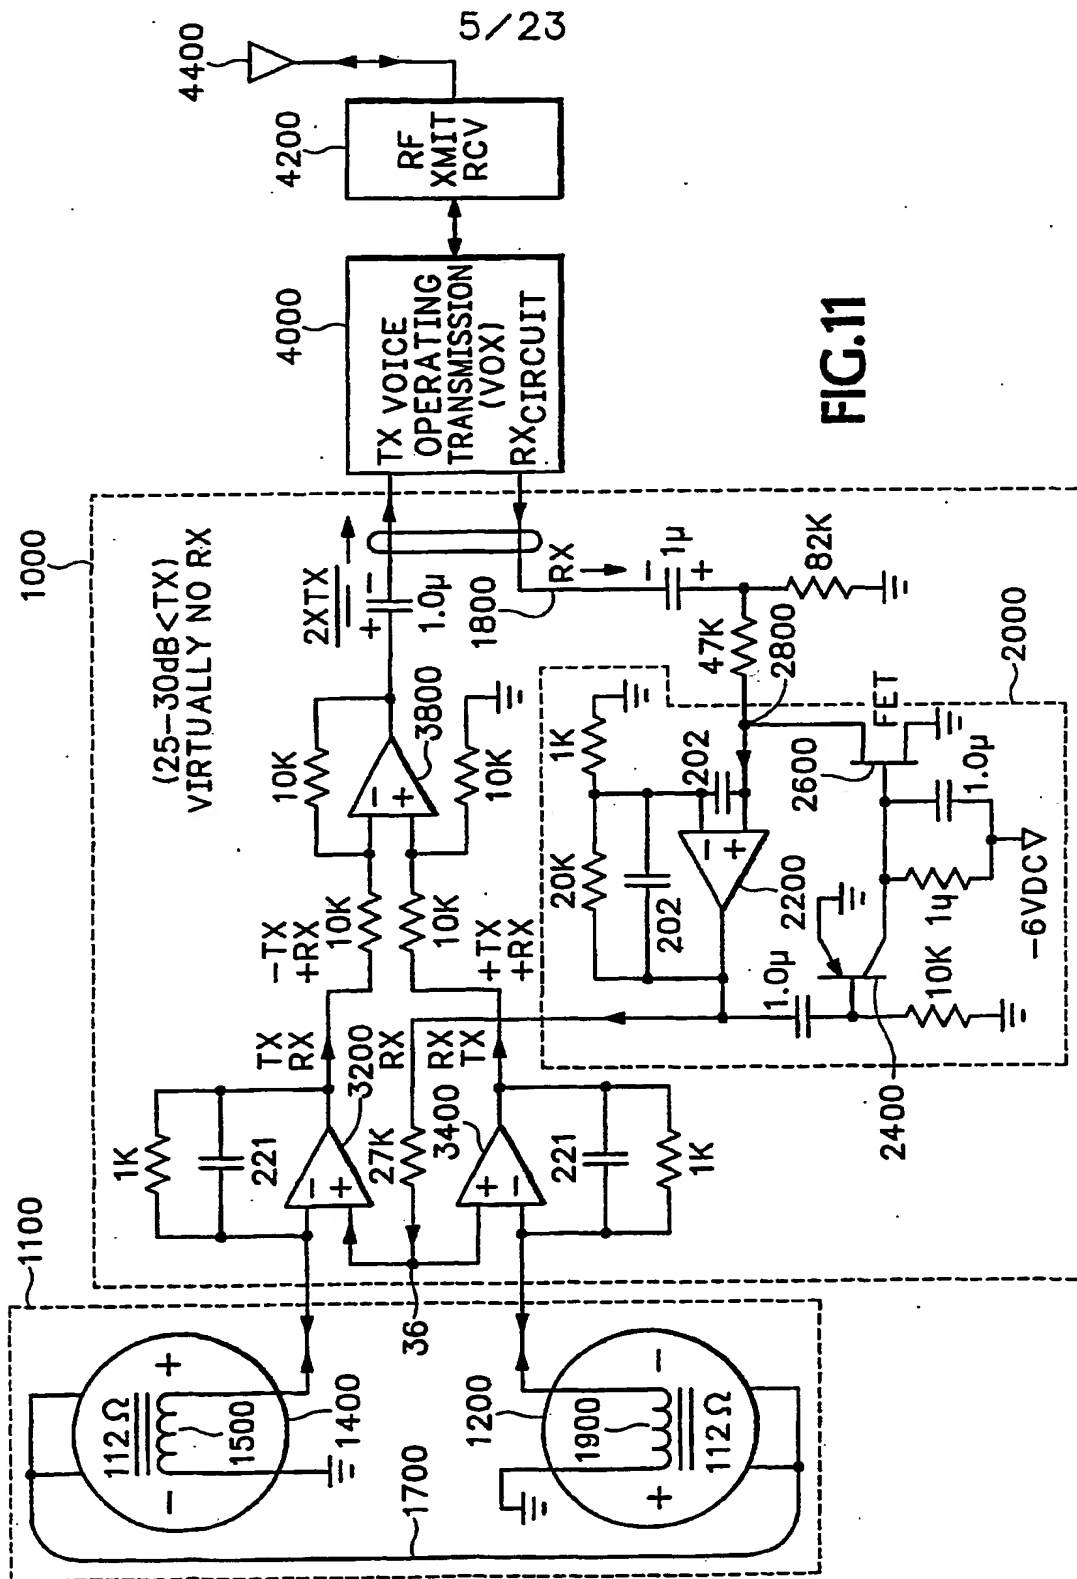 5/23
4400
4200
RF
XMIT
RCV
4000
TX VOICE
OPERATING
TRANSMISSION
(VOX)
RX CIRCUIT
FIG.11
1000
(25-30dB<TX)
VIRTUALLY NO RX
2XTX
+ -
1.0µ
1800
RX
- +
1µ
82K
47K
2800
2000
10K
3800
- +
10K
10K
10K
-TX
+RX
+TX
+RX
1K
20K
202
202
- +
2200
FET
2600
1.0µ
1µ
-6VDC
1.0µ
10K
2400
TX
RX
3200
RX
27K
RX
TX
3400
1K
221
- +
+ -
221
1K
36
1100
112Ω
+
-
1500
1400
1200
-
+
1900
112Ω
1700